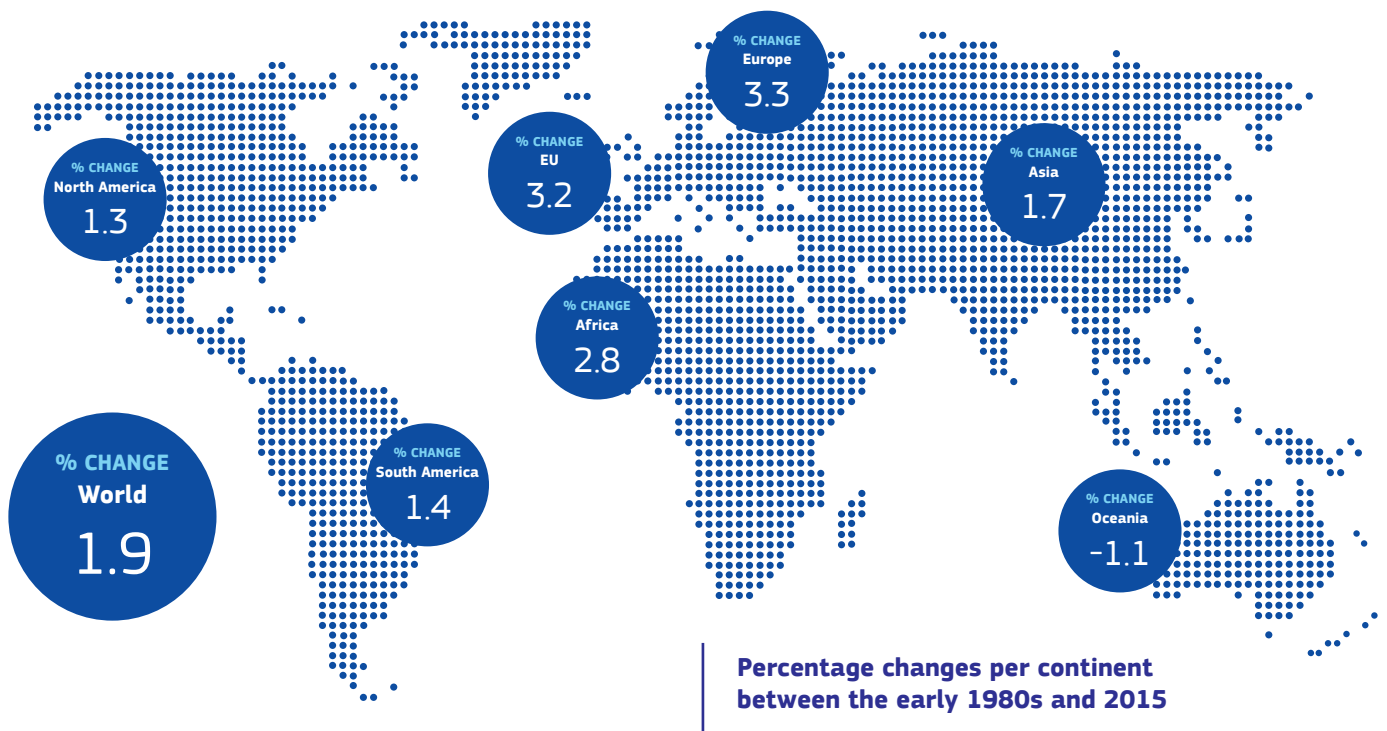 % CHANGE
Europe
3.3
% CHANGE
EU
3.2
% CHANGE
Asia
1.7
% CHANGE
North America
1.3
% CHANGE
Africa
2.8
% CHANGE
World
1.9
% CHANGE
South America
1.4
% CHANGE
Oceania
-1.1
Percentage changes per continent
between the early 1980s and 2015